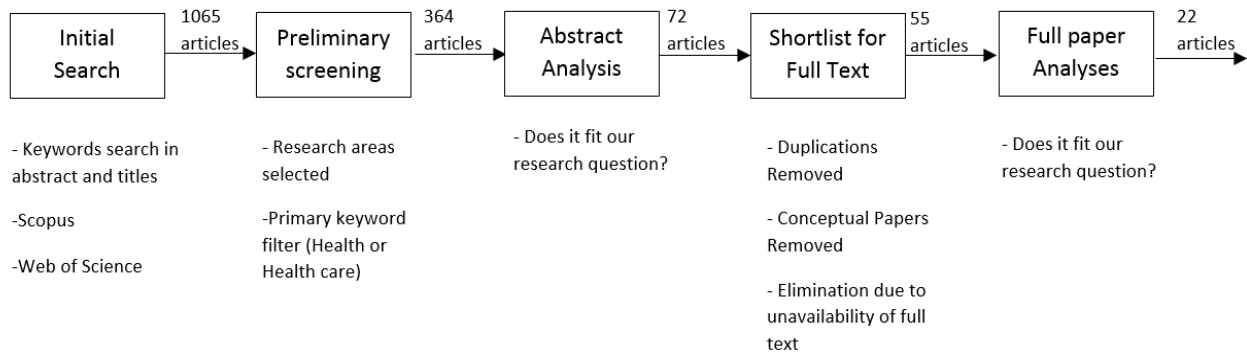 Initial
Search
1065
articles
Preliminary
screening
364
articles
Abstract
Analysis
72
articles
Shortlist for
Full Text
55
articles
Full paper
Analyses
22
articles
- Keywords search in
abstract and titles
-Scopus
-Web of Science
- Research areas
selected
-Primary keyword
filter (Health or
Health care)
- Does it fit our
research question?
- Duplications
Removed
- Conceptual Papers
Removed
- Elimination due to
unavailability of full
text
- Does it fit our
research question?